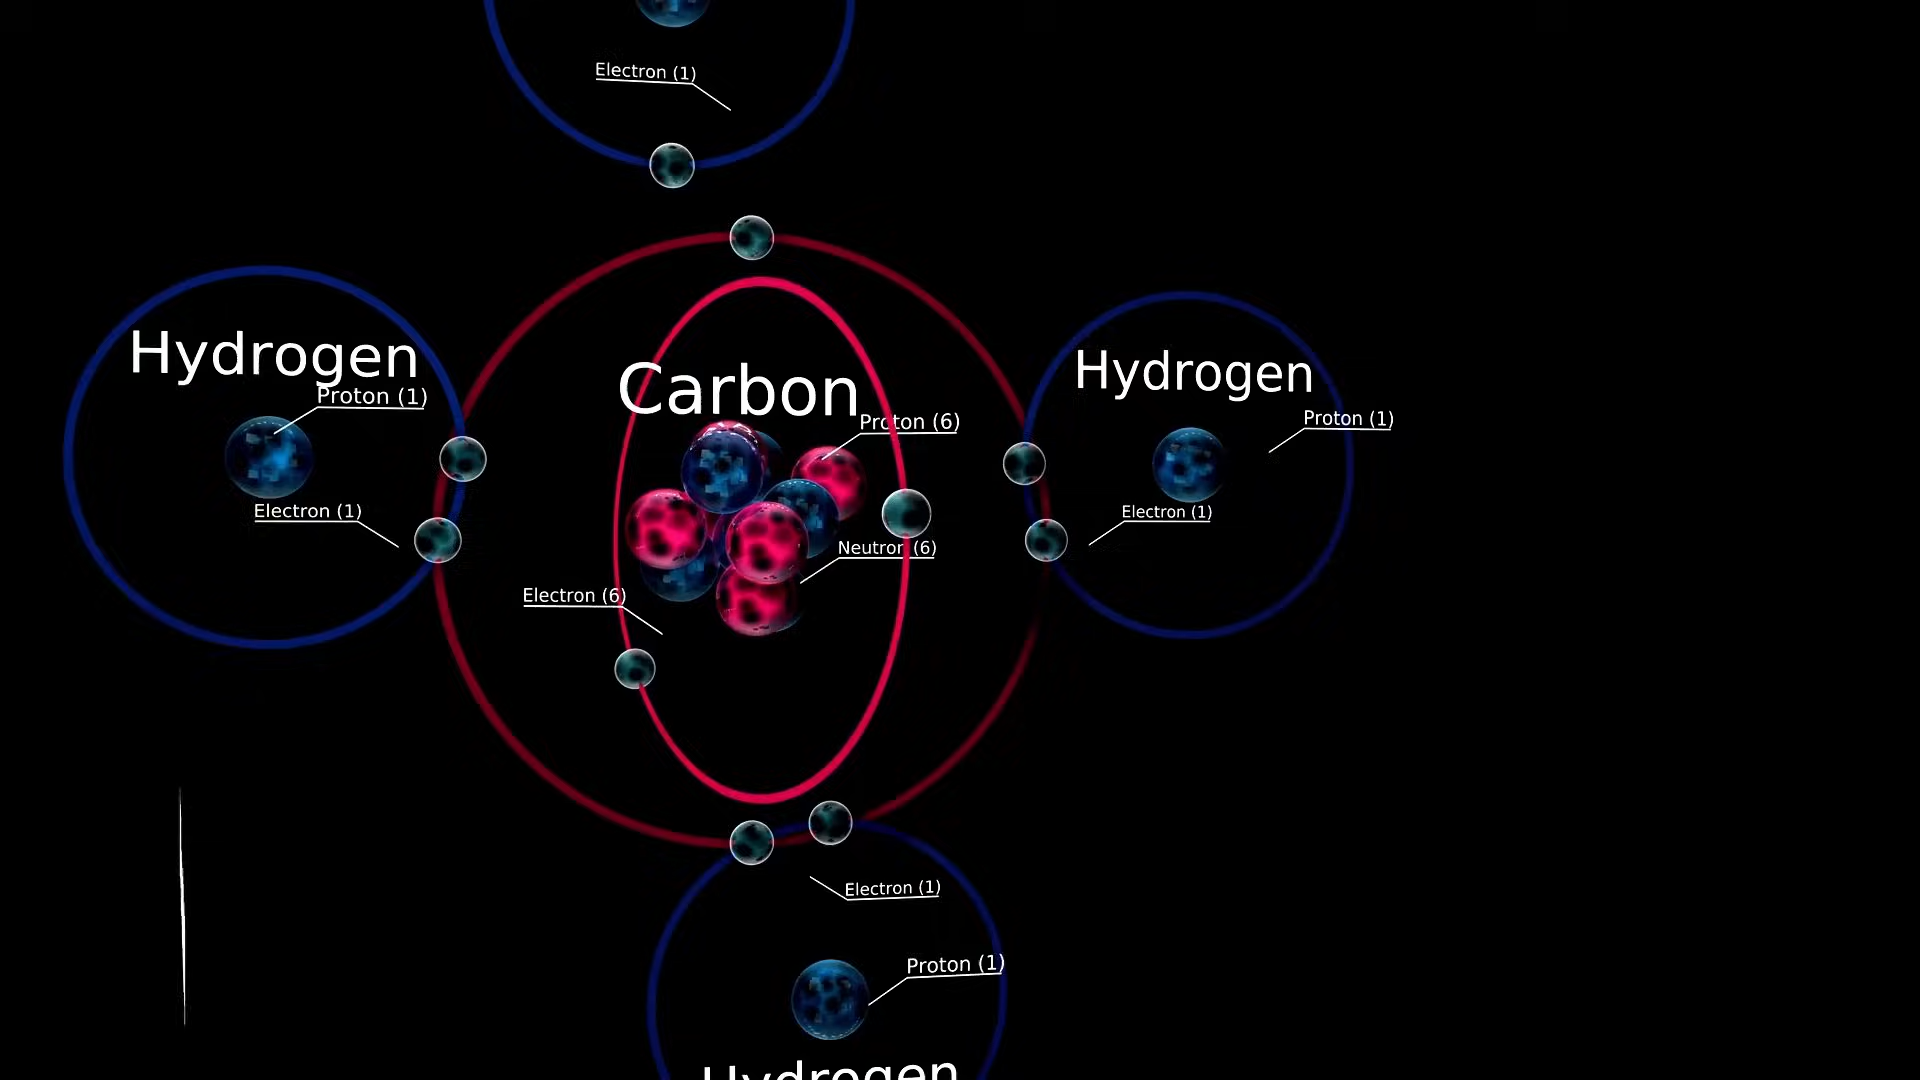 Electron (1)
Hydrogen
Proton (1)
Electron (1)
Carbon
Proton (6)
Neutron (6)
Electron (6)
Hydrogen
Proton (1)
Electron (1)
Electron (1)
Proton (1)
Hydrogen